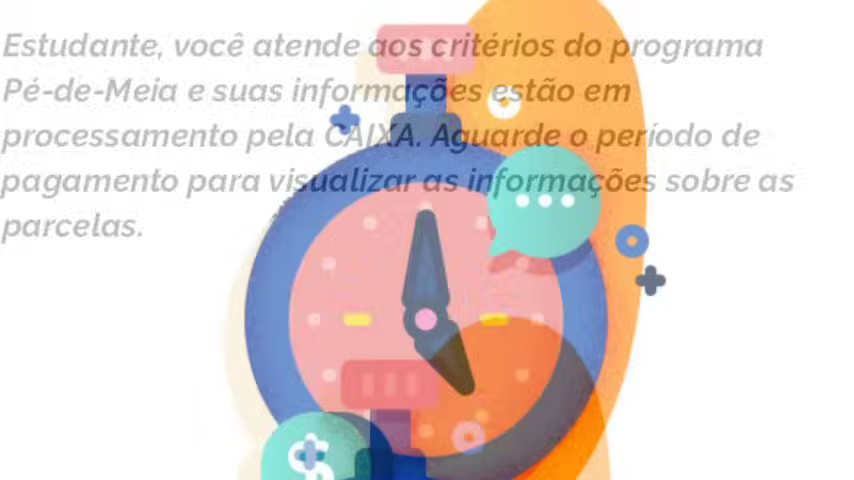 Estudante, você atende aos critérios do programa
Pé-de-Meia e suas informações estão em
processamento pela CAIXA. Aguarde o período de
pagamento para visualizar as informações sobre as
parcelas.
$